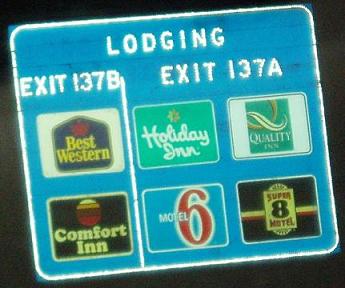 LODGING
EXIT 137B
Best
Western
Comfort
Inn
EXIT 137A
Holiday
Inn
QUALITY
INN
MOTEL 6
SUPER
8
MOTEL